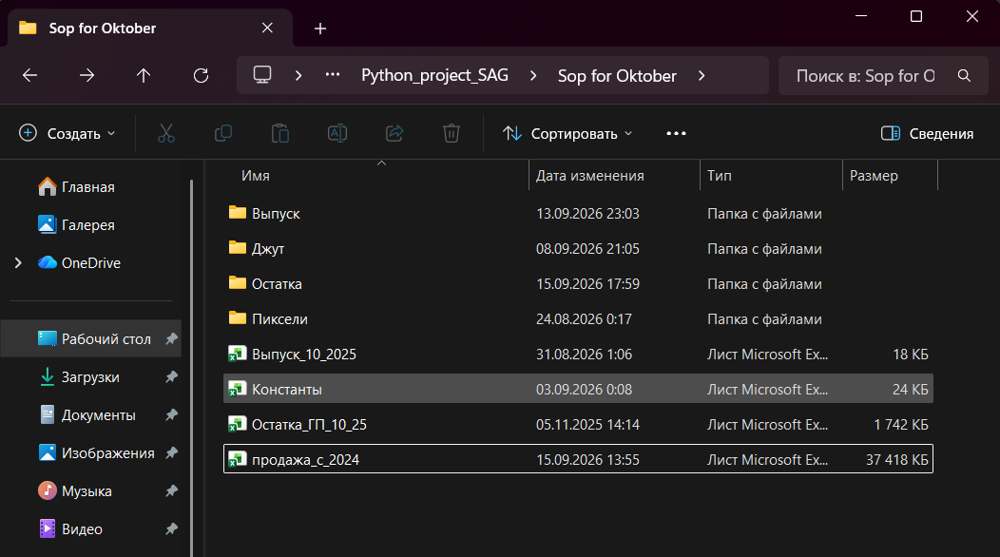 Sop for Oktober
Python_project_SAG
Sop for Oktober
Поиск в: Sop for O
Создать
Сортировать
Сведения
Главная
Галерея
OneDrive
Рабочий стол
Загрузки
Документы
Изображения
Музыка
Видео
Имя Дата изменения Тип Размер
Выпуск 13.09.2026 23:03 Папка с файлами
Джут 08.09.2026 21:05 Папка с файлами
Остатка 15.09.2026 17:59 Папка с файлами
Пиксели 24.08.2026 0:17 Папка с файлами
Выпуск_10_2025 31.08.2026 1:06 Лист Microsoft Ex... 18 КБ
Константы 03.09.2026 0:08 Лист Microsoft Ex... 24 КБ
Остатка_ГП_10_25 05.11.2025 14:14 Лист Microsoft Ex... 1 742 КБ
продажа_с_2024 15.09.2026 13:55 Лист Microsoft Ex... 37 418 КБ